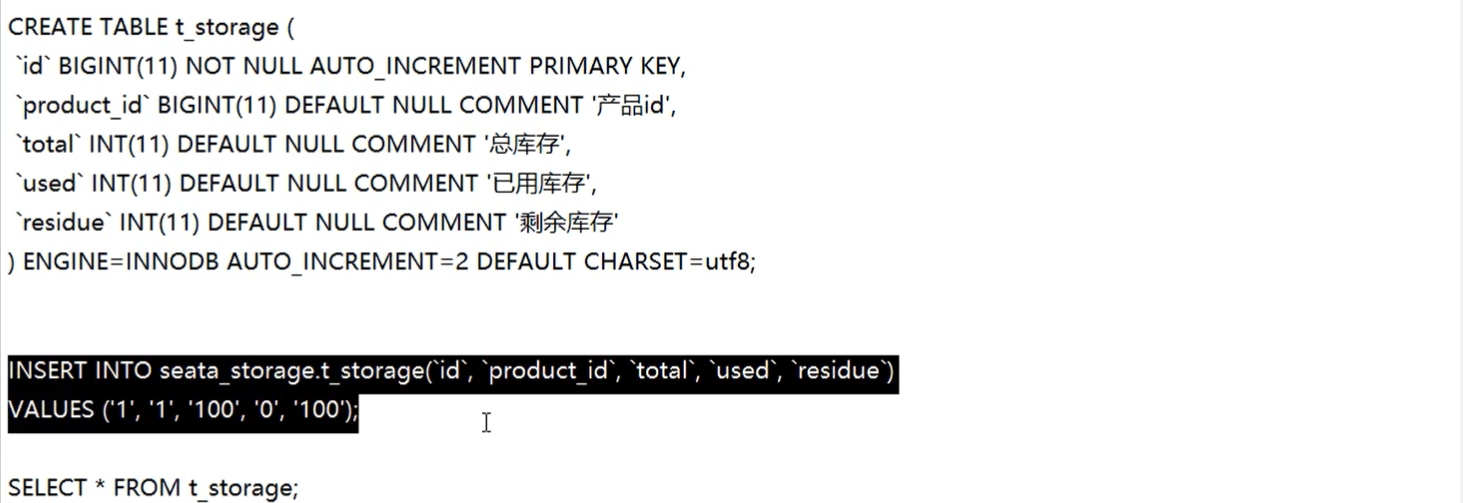 CREATE TABLE t_storage (
`id` BIGINT(11) NOT NULL AUTO_INCREMENT PRIMARY KEY,
`product_id` BIGINT(11) DEFAULT NULL COMMENT '产品id',
`total` INT(11) DEFAULT NULL COMMENT '总库存',
`used` INT(11) DEFAULT NULL COMMENT '已用库存',
`residue` INT(11) DEFAULT NULL COMMENT '剩余库存'
) ENGINE=INNODB AUTO_INCREMENT=2 DEFAULT CHARSET=utf8;
INSERT INTO seata_storage.t_storage(`id`, `product_id`, `total`, `used`, `residue`)
VALUES ('1', '1', '100', '0', '100');
SELECT * FROM t_storage;